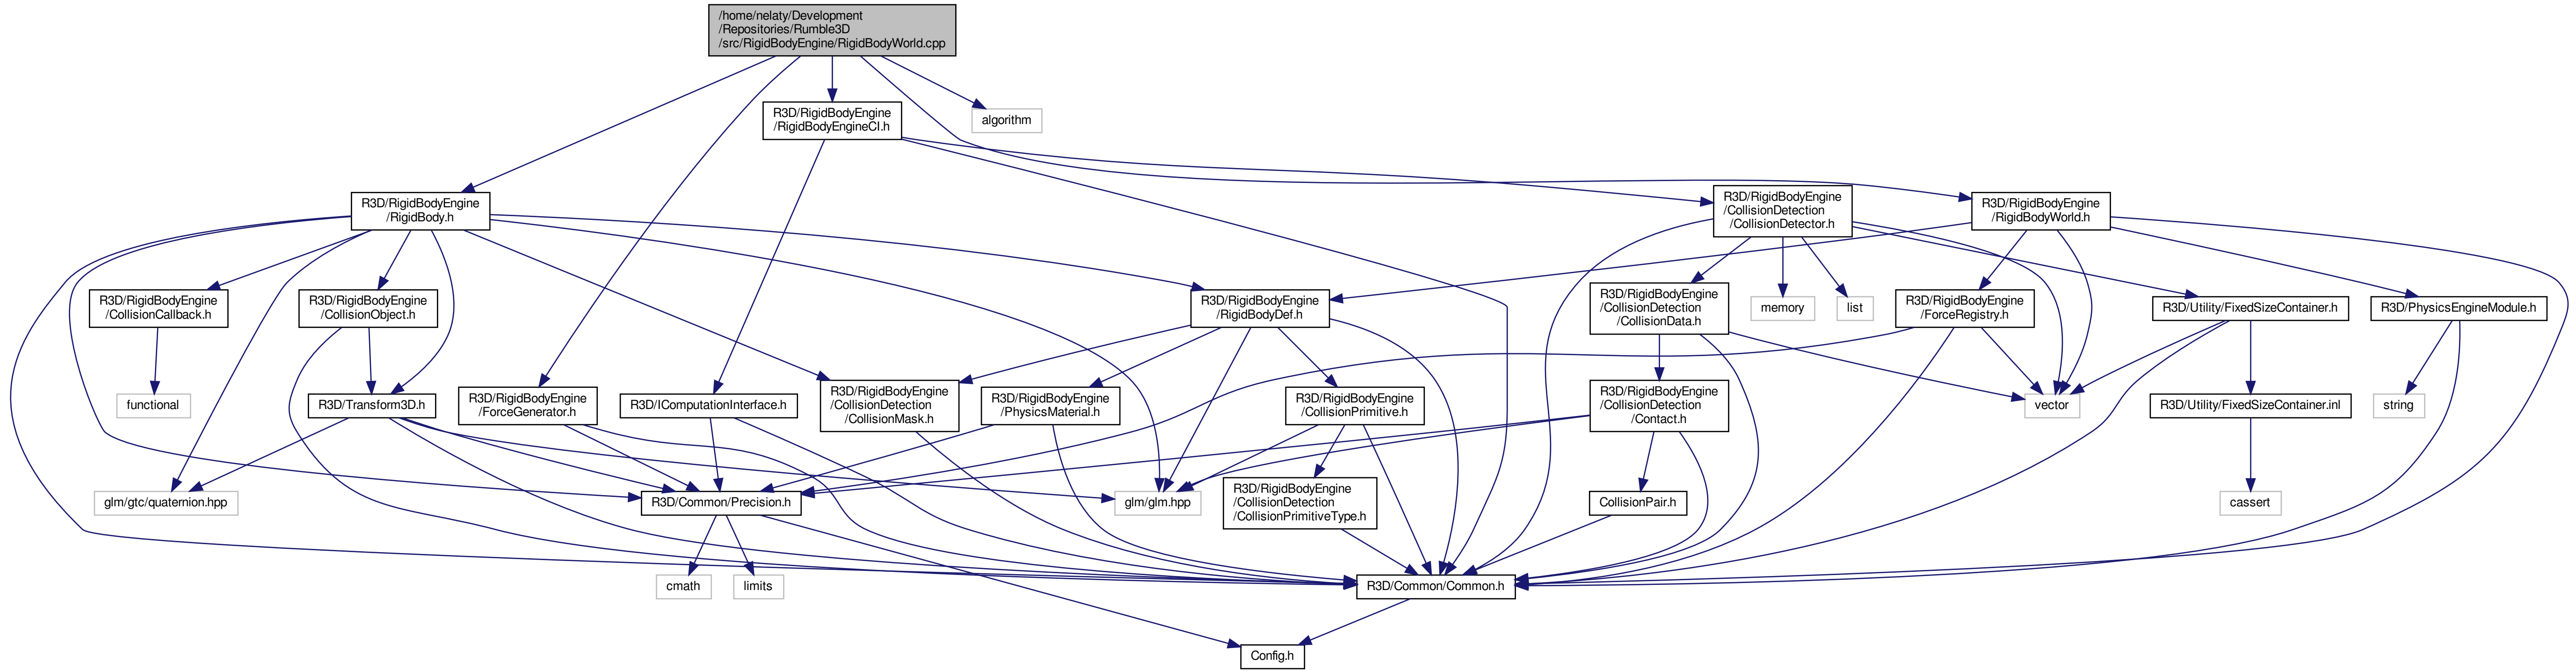 /home/nelaty/Development
/Repositories/Rumble3D
/src/RigidBodyEngine/RigidBodyWorld.cpp
R3D/RigidBodyEngine
/RigidBodyEngineCI.h
algorithm
R3D/RigidBodyEngine
/RigidBody.h
R3D/RigidBodyEngine
/CollisionDetection
/CollisionDetector.h
R3D/RigidBodyEngine
/RigidBodyWorld.h
R3D/RigidBodyEngine
/CollisionCallback.h
R3D/RigidBodyEngine
/CollisionObject.h
R3D/RigidBodyEngine
/RigidBodyDef.h
R3D/RigidBodyEngine
/CollisionDetection
/CollisionData.h
memory
list
R3D/RigidBodyEngine
/ForceRegistry.h
R3D/Utility/FixedSizeContainer.h
R3D/PhysicsEngineModule.h
functional
R3D/Transform3D.h
R3D/RigidBodyEngine
/ForceGenerator.h
R3D/IComputationInterface.h
R3D/RigidBodyEngine
/CollisionDetection
/CollisionMask.h
R3D/RigidBodyEngine
/PhysicsMaterial.h
R3D/RigidBodyEngine
/CollisionPrimitive.h
R3D/RigidBodyEngine
/CollisionDetection
/Contact.h
vector
R3D/Utility/FixedSizeContainer.inl
string
glm/gtc/quaternion.hpp
R3D/Common/Precision.h
glm/glm.hpp
R3D/RigidBodyEngine
/CollisionDetection
/CollisionPrimitiveType.h
CollisionPair.h
cassert
cmath
limits
R3D/Common/Common.h
Config.h